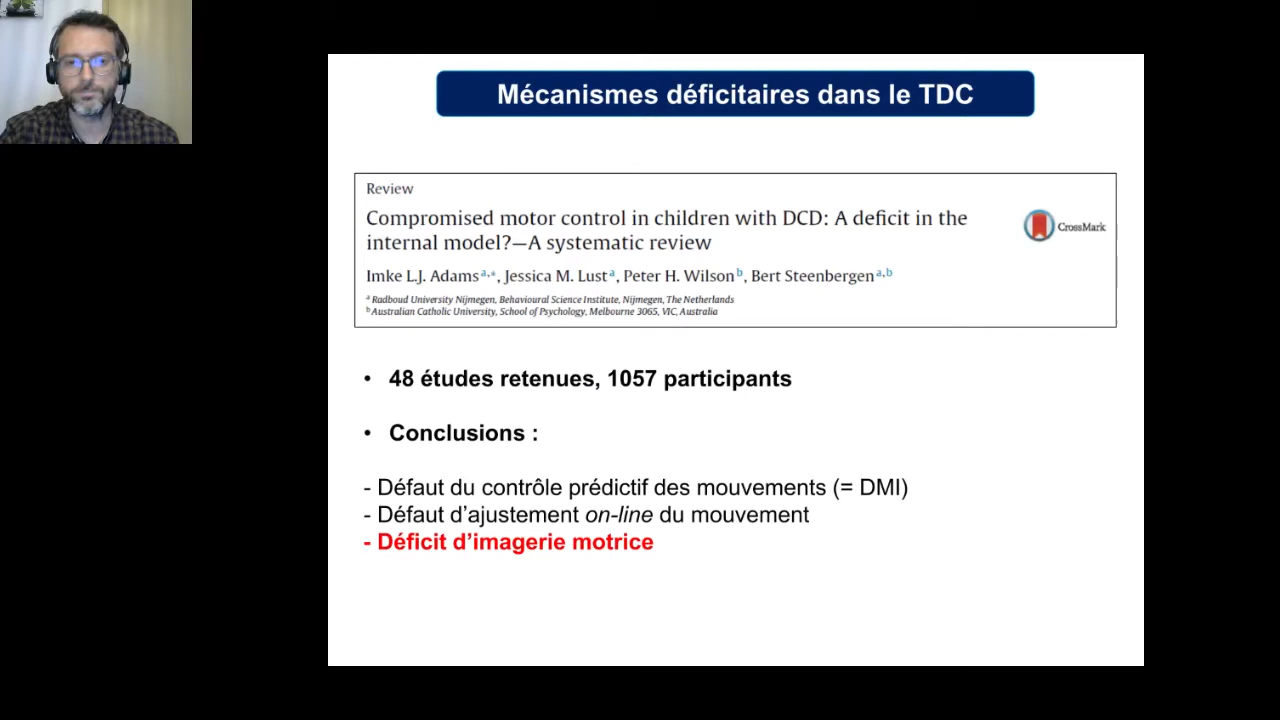 Mécanismes déficitaires dans le TDC
Review
Compromised motor control in children with DCD: A deficit in the
internal model?—A systematic review
CrossMark
Imke L.J. Adams a,*, Jessica M. Lust a, Peter H. Wilson b, Bert Steenbergen a,b
a Radboud University Nijmegen, Behavioural Science Institute, Nijmegen, The Netherlands
b Australian Catholic University, School of Psychology, Melbourne 3065, VIC, Australia
• 48 études retenues, 1057 participants
• Conclusions :
- Défaut du contrôle prédictif des mouvements (= DMI)
- Défaut d’ajustement on-line du mouvement
- Déficit d’imagerie motrice